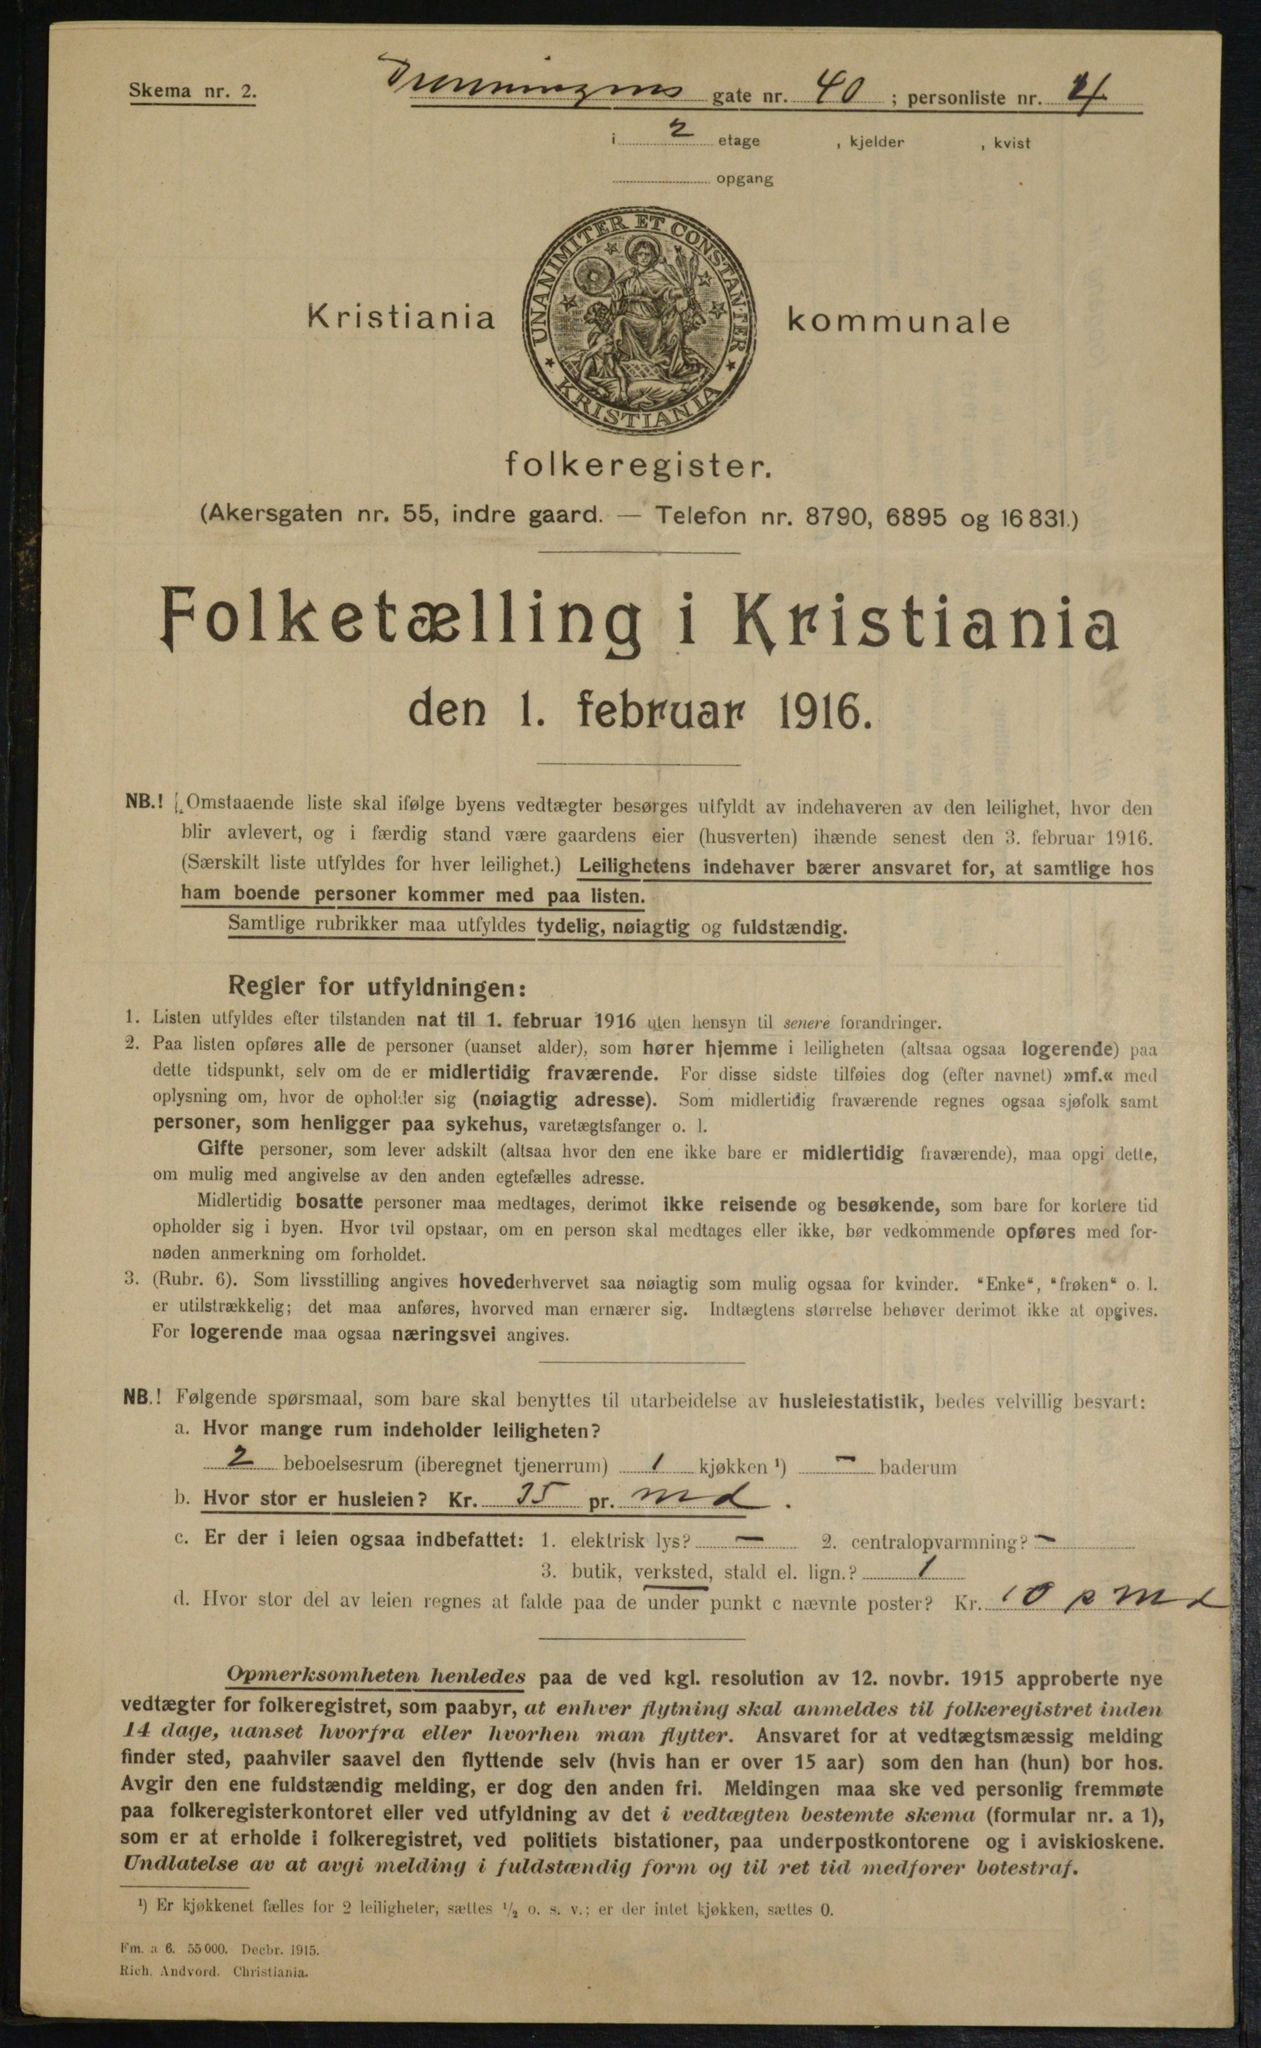 Skema nr. 2.
Dronningens gate nr. 40 ; personliste nr. 4
i 2 etage , kjelder , kvist
opgang
UNANIMITER ET CONSTANTER
KRISTIANIA
Kristiania kommunale
folkeregister.
(Akersgaten nr. 55, indre gaard. — Telefon nr. 8790, 6895 og 16 831.)
Folketælling i Kristiania
den 1. februar 1916.
NB.! Omstaaende liste skal ifølge byens vedtægter besørges utfyldt av indehaveren av den leilighet, hvor den
blir avlevert, og i færdig stand være gaardens eier (husverten) ihænde senest den 3. februar 1916.
(Særskilt liste utfyldes for hver leilighet.) Leilighetens indehaver bærer ansvaret for, at samtlige hos
ham boende personer kommer med paa listen.
Samtlige rubrikker maa utfyldes tydelig, nøiagtig og fuldstændig.
Regler for utfyldningen:
1. Listen utfyldes efter tilstanden nat til 1. februar 1916 uten hensyn til senere forandringer.
2. Paa listen opføres alle de personer (uanset alder), som hører hjemme i leiligheten (altsaa ogsaa logerende) paa
dette tidspunkt, selv om de er midlertidig fraværende. For disse sidste tilføies dog (efter navnet) »mf.« med
oplysning om, hvor de opholder sig (nøiagtig adresse). Som midlertidig fraværende regnes ogsaa sjøfolk samt
personer, som henligger paa sykehus, varetægtsfanger o. l.
Gifte personer, som lever adskilt (altsaa hvor den ene ikke bare er midlertidig fraværende), maa opgi dette,
om mulig med angivelse av den anden egtefælles adresse.
Midlertidig bosatte personer maa medtages, derimot ikke reisende og besøkende, som bare for kortere tid
opholder sig i byen. Hvor tvil opstaar, om en person skal medtages eller ikke, bør vedkommende opføres med for-
nøden anmerkning om forholdet.
3. (Rubr. 6). Som livsstilling angives hovederhvervet saa nøiagtig som mulig ogsaa for kvinder. “Enke“, “frøken“ o. l.
er utilstrækkelig; det maa anføres, hvorved man ernærer sig. Indtægtens størrelse behøver derimot ikke at opgives.
For logerende maa ogsaa næringsvei angives.
NB.! Følgende spørsmaal, som bare skal benyttes til utarbeidelse av husleiestatistik, bedes velvillig besvart:
a. Hvor mange rum indeholder leiligheten?
2 beboelsesrum (iberegnet tjenerrum) 1 kjøkken ¹) — baderum
b. Hvor stor er husleien? Kr. 35 pr. md.
c. Er der i leien ogsaa indbefattet: 1. elektrisk lys? — 2. centralopvarmning? —
3. butik, verksted, stald el. lign.? 1
d. Hvor stor del av leien regnes at falde paa de under punkt c nævnte poster? Kr. 10 p md
Opmerksomheten henledes paa de ved kgl. resolution av 12. novbr. 1915 approberte nye
vedtægter for folkeregistret, som paabyr, at enhver flytning skal anmeldes til folkeregistret inden
14 dage, uanset hvorfra eller hvorhen man flytter. Ansvaret for at vedtægtsmæssig melding
finder sted, paahviler saavel den flyttende selv (hvis han er over 15 aar) som den han (hun) bor hos.
Avgir den ene fuldstændig melding, er dog den anden fri. Meldingen maa ske ved personlig fremmøte
paa folkeregisterkontoret eller ved utfyldning av det i vedtægten bestemte skema (formular nr. a 1),
som er at erholde i folkeregistret, ved politiets bistationer, paa underpostkontorene og i aviskioskene.
Undlatelse av at avgi melding i fuldstændig form og til ret tid medfører bøtestraf.
¹) Er kjøkkenet fælles for 2 leiligheter, sættes ½ o. s. v.; er der intet kjøkken, sættes 0.
Fm. a 6. 55 000. Decbr. 1915.
Rich. Andvord. Christiania.